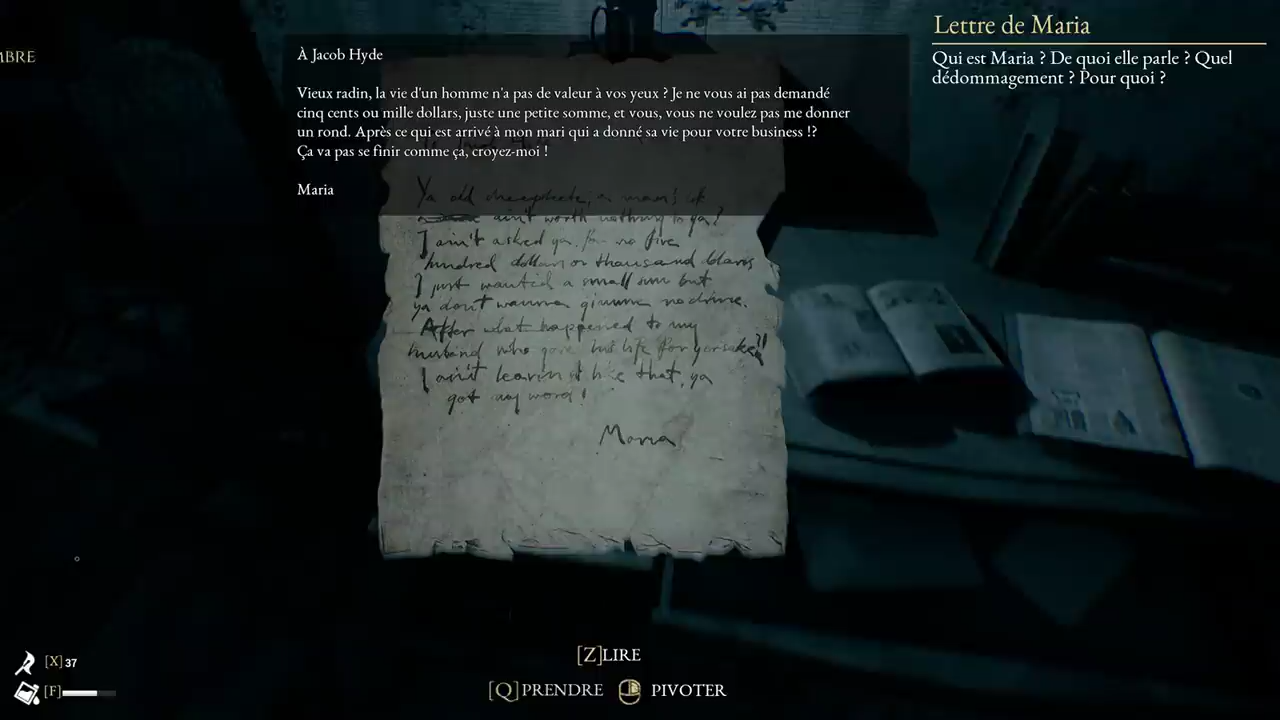 MBRE
Lettre de Maria
Qui est Maria ? De quoi elle parle ? Quel
dédommagement ? Pour quoi ?
À Jacob Hyde
Vieux radin, la vie d'un homme n'a pas de valeur à vos yeux ? Je ne vous ai pas demandé
cinq cents ou mille dollars, juste une petite somme, et vous, vous ne voulez pas me donner
un rond. Après ce qui est arrivé à mon mari qui a donné sa vie pour votre business !?
Ça va pas se finir comme ça, croyez-moi !
Maria
Ya old cheapskate, a man's
ain't worth nothing to ya?
I ain't asked ya for no five
hundred dollars or thousand dollars
I just wanted a small sum but
ya don't wanna gimme no dime.
After what happened to my
husband who gave his life for yar sake?!
I ain't leavin it like that, ya
got my word!
Maria
[X] 37
[F]
[Z]LIRE
[Q]PRENDRE PIVOTER